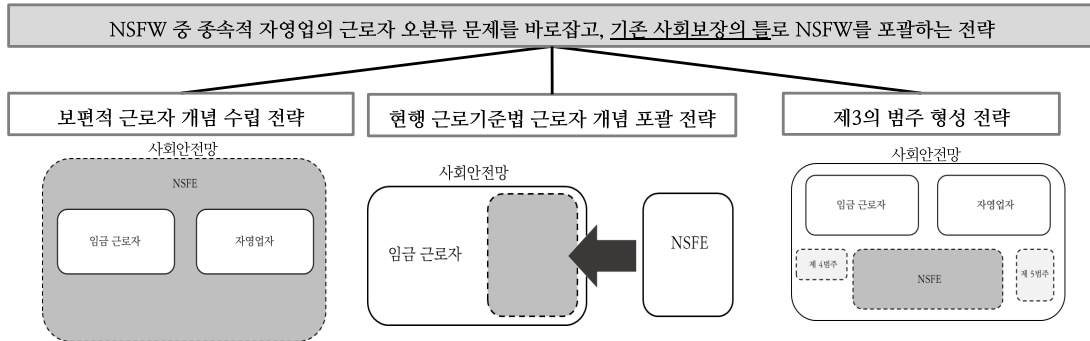 NSFW 중 종속적 자영업의 근로자 오분류 문제를 바로잡고, 기존 사회보장의 틀로 NSFW를 포괄하는 전략
보편적 근로자 개념 수립 전략
현행 근로기준법 근로자 개념 포괄 전략
제3의 범주 형성 전략
사회안전망
NSFE
임금 근로자
자영업자
사회안전망
임금 근로자
NSFE
사회안전망
임금 근로자
자영업자
제 4범주
NSFE
제 5범주